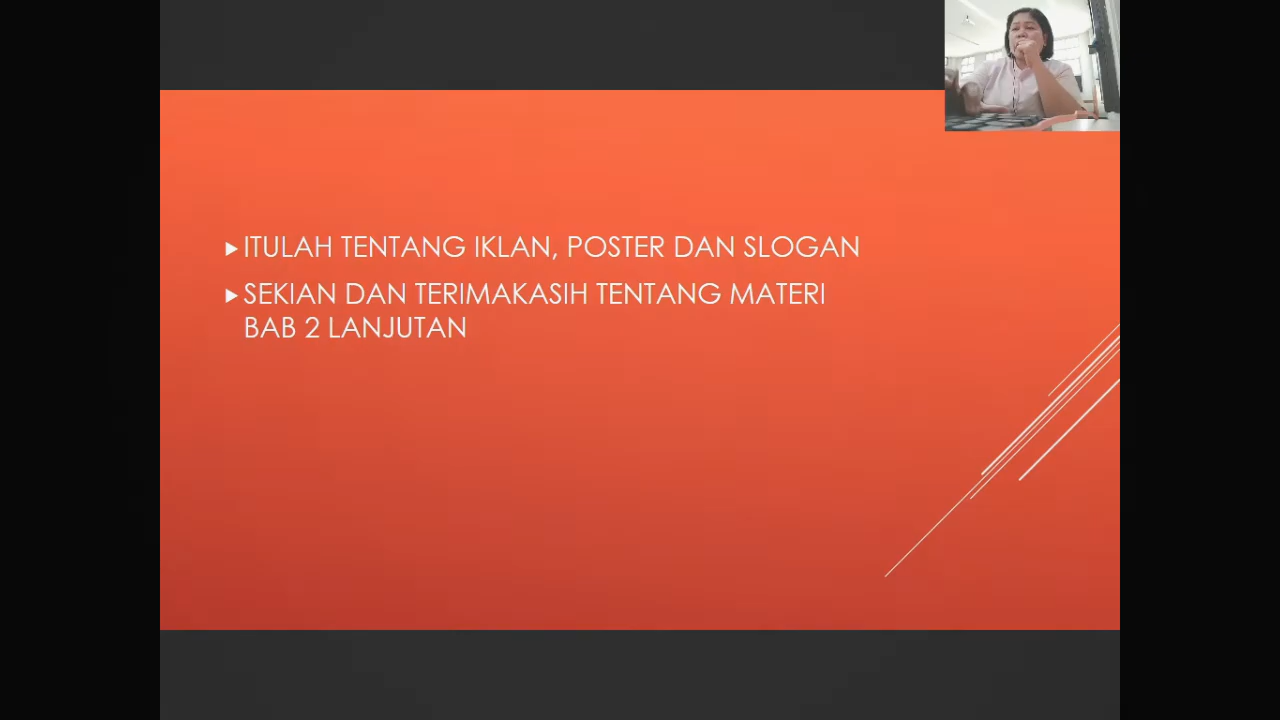 ITULAH TENTANG IKLAN, POSTER DAN SLOGAN
SEKIAN DAN TERIMAKASIH TENTANG MATERI
BAB 2 LANJUTAN